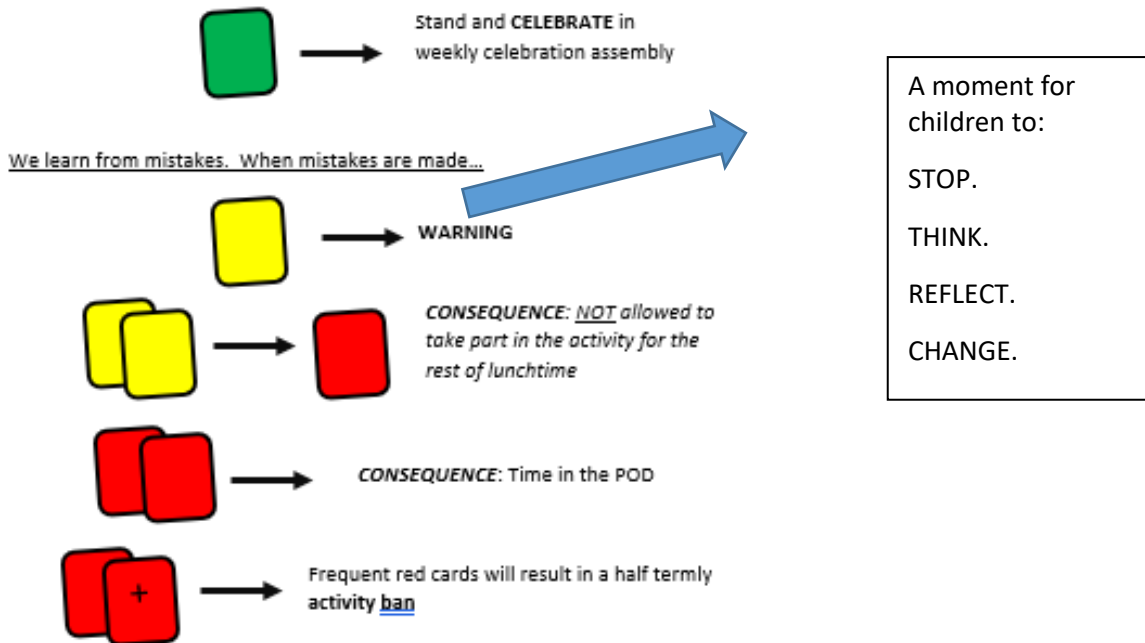 Stand and CELEBRATE in
weekly celebration assembly
We learn from mistakes.  When mistakes are made...
WARNING
A moment for
children to:
STOP.
THINK.
REFLECT.
CHANGE.
CONSEQUENCE: NOT allowed to
take part in the activity for the
rest of lunchtime
CONSEQUENCE: Time in the POD
+
Frequent red cards will result in a half termly
activity ban